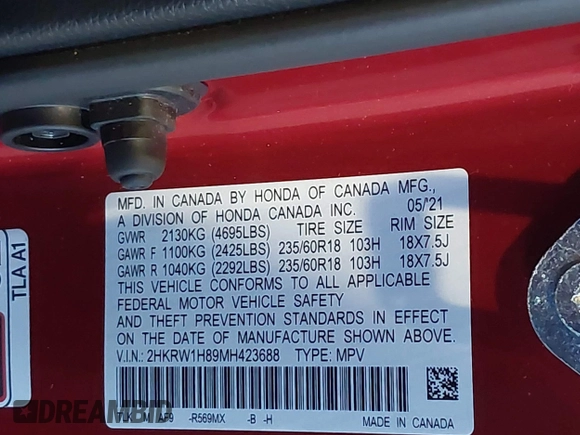 MFD. IN CANADA BY HONDA OF CANADA MFG.,
A DIVISION OF HONDA CANADA INC. 05/'21
GVWR 2130KG (4695LBS) TIRE SIZE RIM SIZE
GAWR F 1100KG (2425LBS) 235/60R18 103H 18X7.5J
GAWR R 1040KG (2292LBS) 235/60R18 103H 18X7.5J
THIS VEHICLE CONFORMS TO ALL APPLICABLE
FEDERAL MOTOR VEHICLE SAFETY
AND THEFT PREVENTION STANDARDS IN EFFECT
ON THE DATE OF MANUFACTURE SHOWN ABOVE.
V.I.N.: 2HKRW1H89MH423688 TYPE: MPV
-R569MX -B -H MADE IN CANADA
TLA A1
DREAMBID